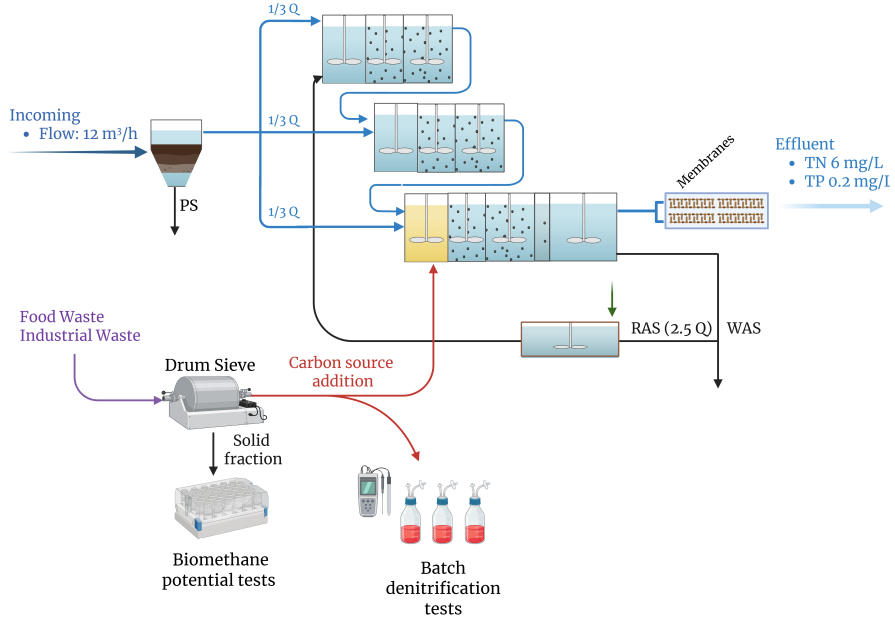 1/3 Q
Incoming
• Flow: 12 m³/h
1/3 Q
Membranes
Effluent
• TN 6 mg/L
• TP 0.2 mg/L
PS
1/3 Q
Food Waste
Industrial Waste
RAS (2.5 Q)
WAS
Drum Sieve
Carbon source
addition
Solid
fraction
Biomethane
potential tests
Batch
denitrification
tests